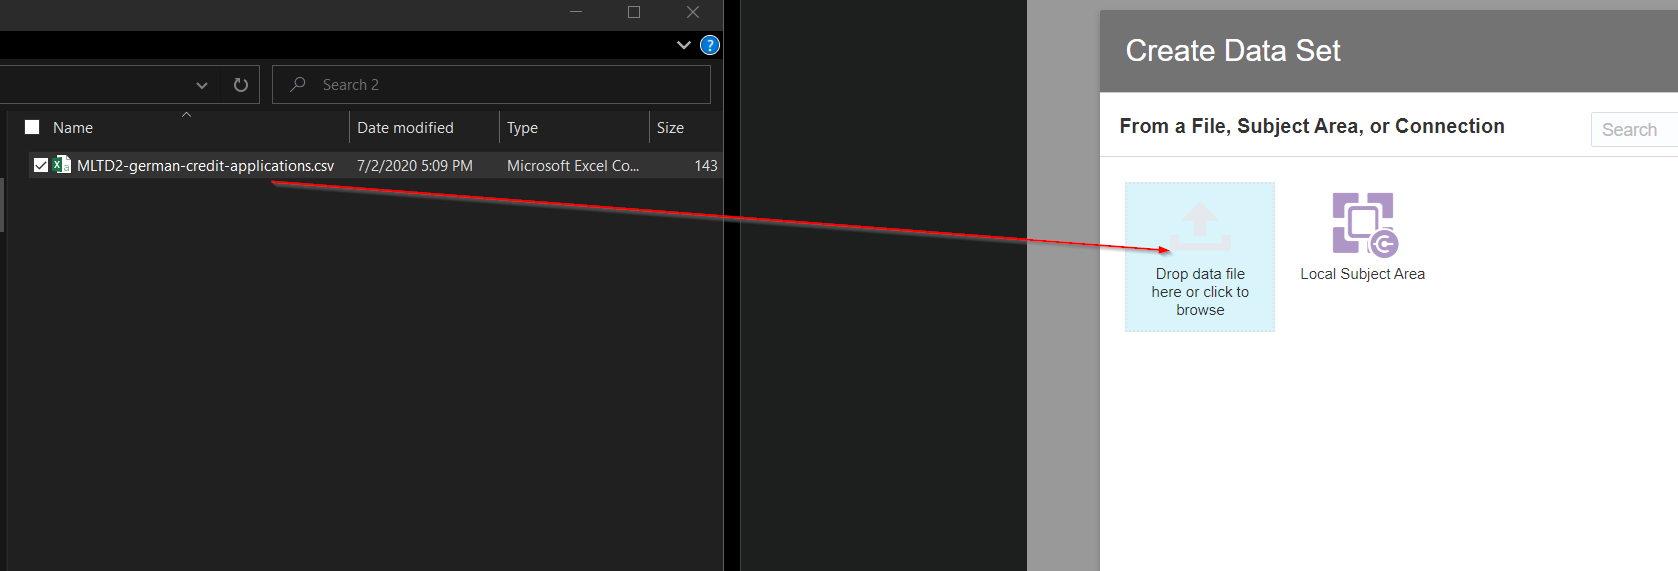 ?
Search 2
Name
Date modified
Type
Size
MLTD2-german-credit-applications.csv
7/2/2020 5:09 PM
Microsoft Excel Co...
143
Create Data Set
From a File, Subject Area, or Connection
Search
Drop data file
here or click to
browse
Local Subject Area